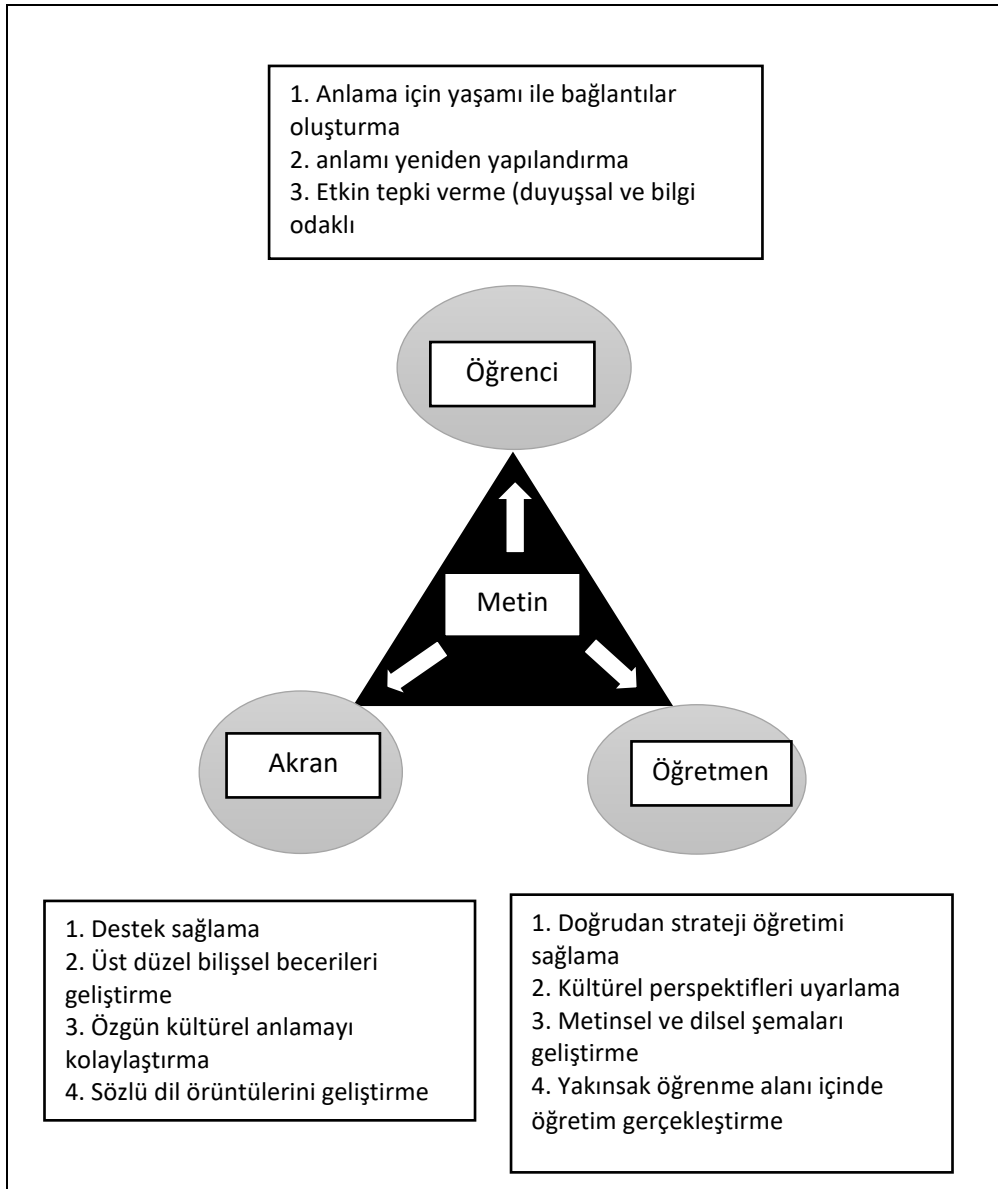 1. Anlama için yaşamı ile bağlantılar
oluşturma
2. anlamı yeniden yapılandırma
3. Etkin tepki verme (duyuşsal ve bilgi
odaklı
Öğrenci
Metin
Akran
Öğretmen
1. Destek sağlama
2. Üst düzel bilişsel becerileri
geliştirme
3. Özgün kültürel anlamayı
kolaylaştırma
4. Sözlü dil örüntülerini geliştirme
1. Doğrudan strateji öğretimi
sağlama
2. Kültürel perspektifleri uyarlama
3. Metinsel ve dilsel şemaları
geliştirme
4. Yakınsak öğrenme alanı içinde
öğretim gerçekleştirme